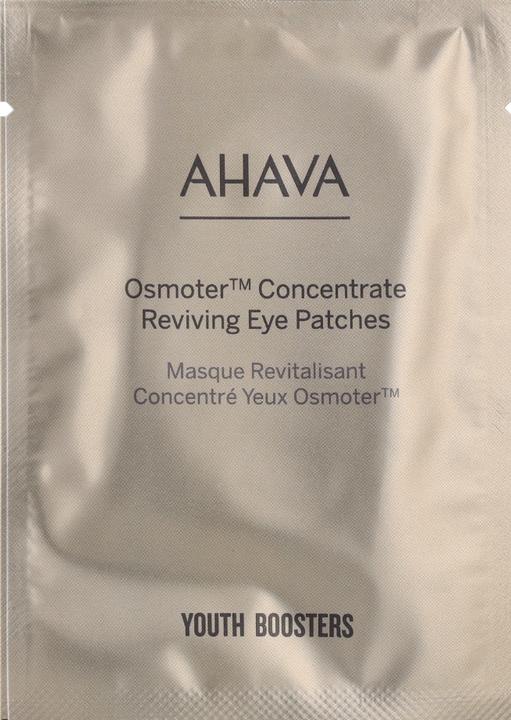 AHAVA
Osmoter™ Concentrate
Reviving Eye Patches
Masque Revitalisant
Concentré Yeux Osmoter™
YOUTH BOOSTERS